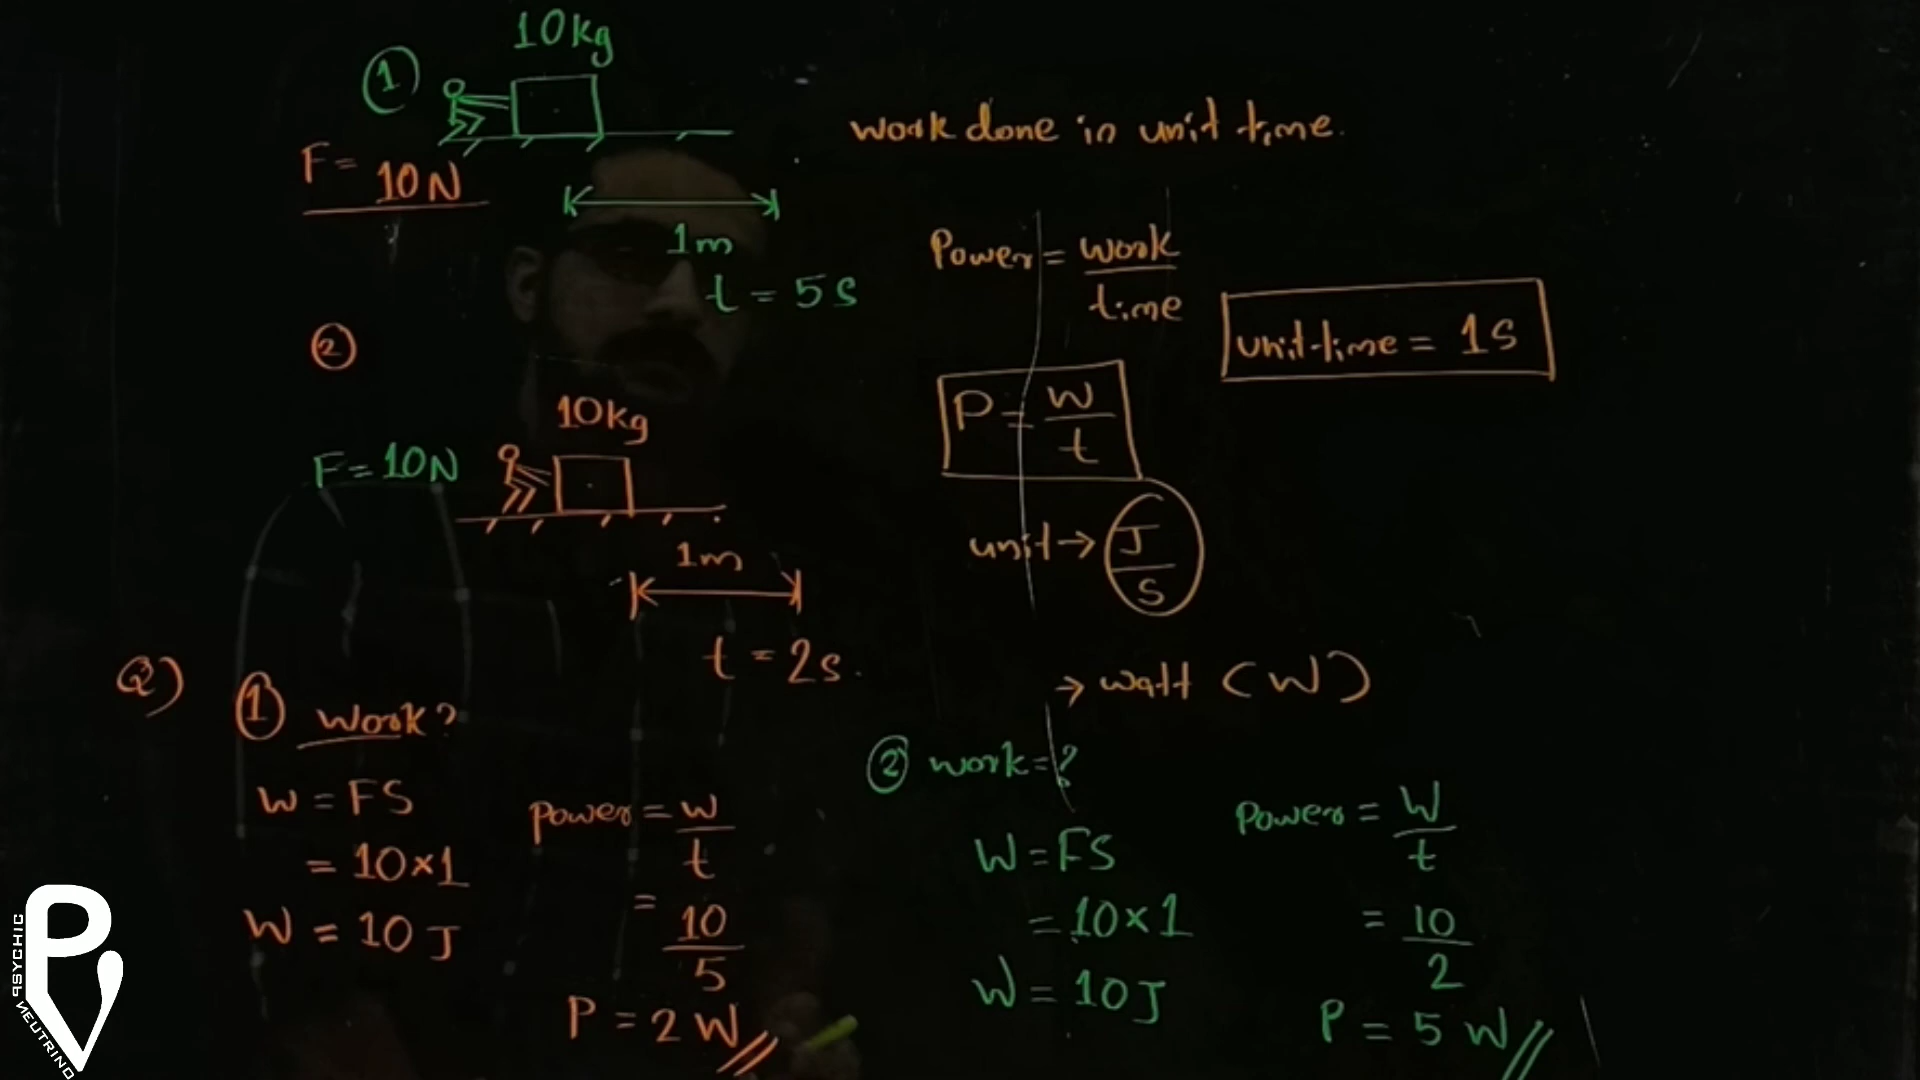 10kg
①
F = 10N
1m
t = 5s
②
10kg
F = 10N
1m
t = 2s.
work done in unit time.
Power = work / time
unit time = 1s
P = W / t
unit → J / s
→ watt (W)
Q)
① work?
W = FS
= 10×1
W = 10 J
Power = W / t
= 10 / 5
P = 2 W
② work = ?
W = FS
= 10×1
W = 10J
Power = W / t
= 10 / 2
P = 5 W
PSYCHIC
NEUTRINO